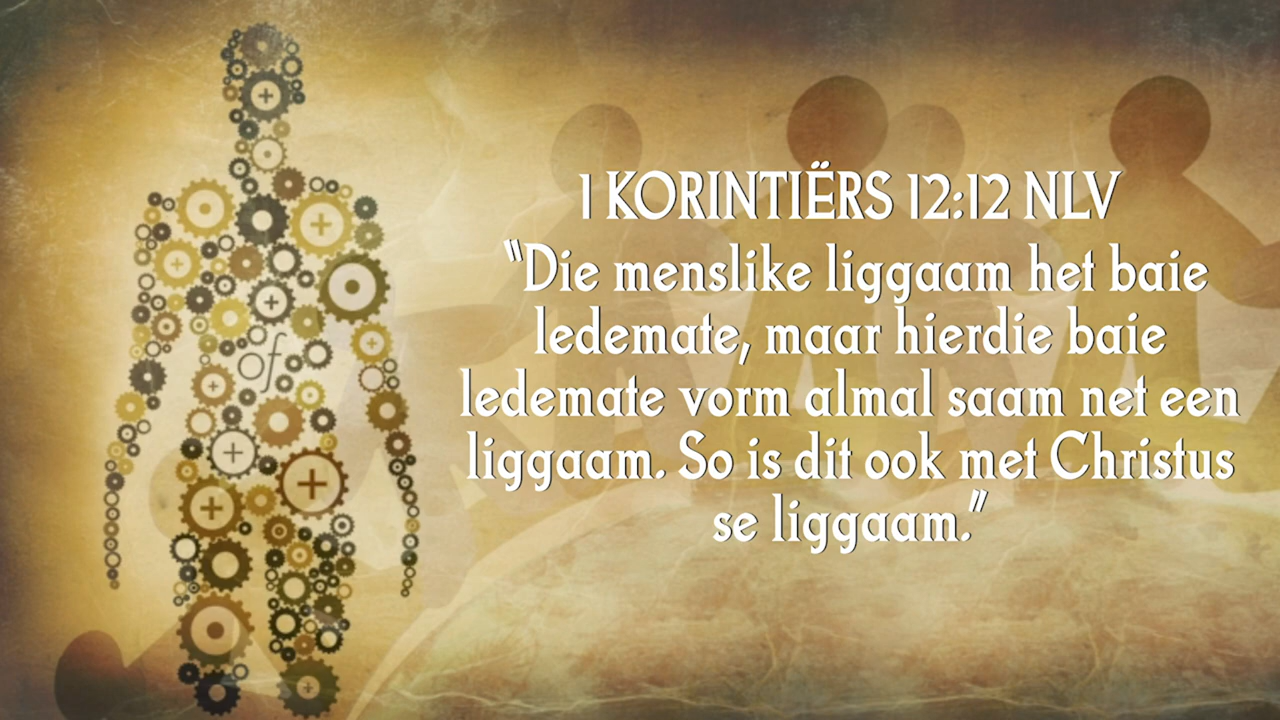 1 KORINTIËRS 12:12 NLV
"Die menslike liggaam het baie
ledemate, maar hierdie baie
ledemate vorm almal saam net een
liggaam. So is dit ook met Christus
se liggaam."
of